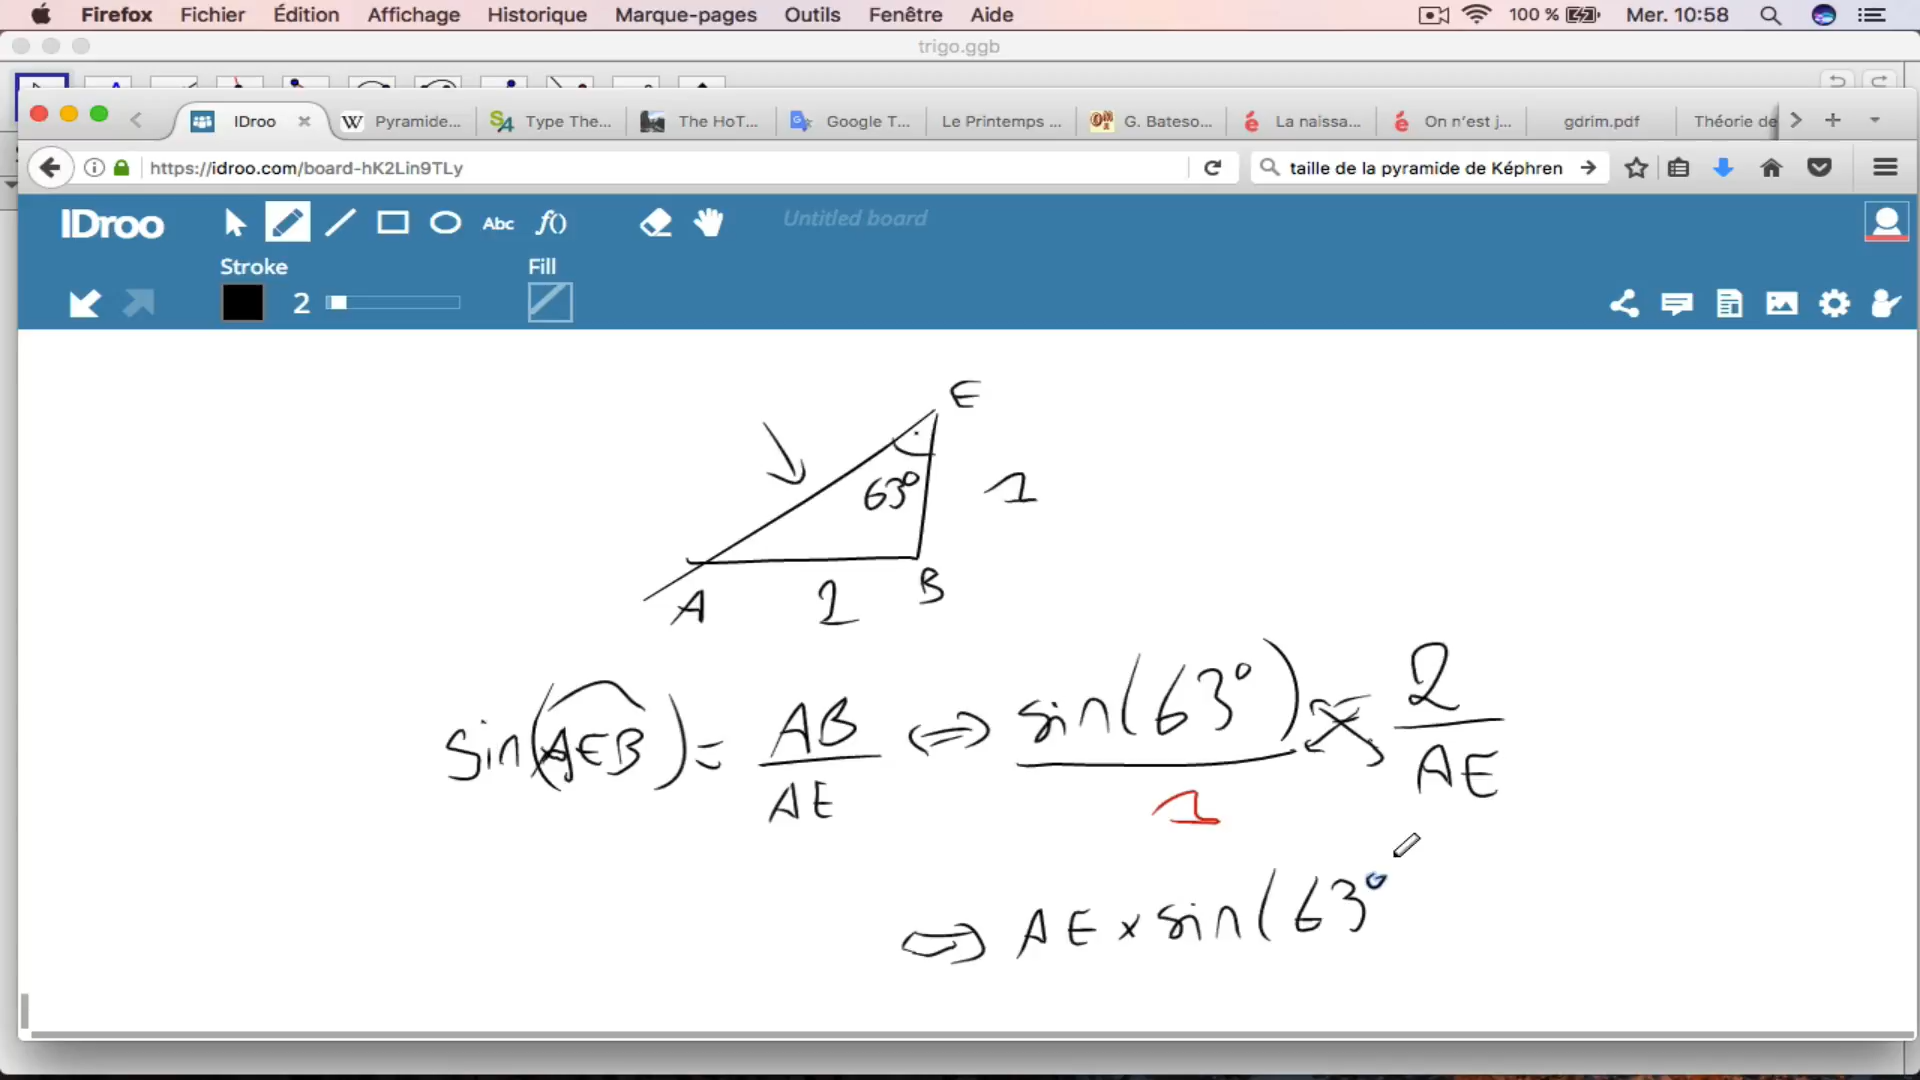 Firefox Fichier Édition Affichage Historique Marque-pages Outils Fenêtre Aide 100 % Mer. 10:58
trigo.ggb
IDroo Pyramide... Type The... The HoT... Google T... Le Printemps ... G. Bateso... La naissa... On n'est j... gdrim.pdf Théorie de
https://idroo.com/board-hK2Lin9TLy taille de la pyramide de Képhren
IDroo Abc f() Untitled board
Stroke Fill
2
E
63° 1
A 2 B
sin(AEB) = AB/AE ⇔ sin(63°)/1 × 2/AE
⇔ AE × sin(63°